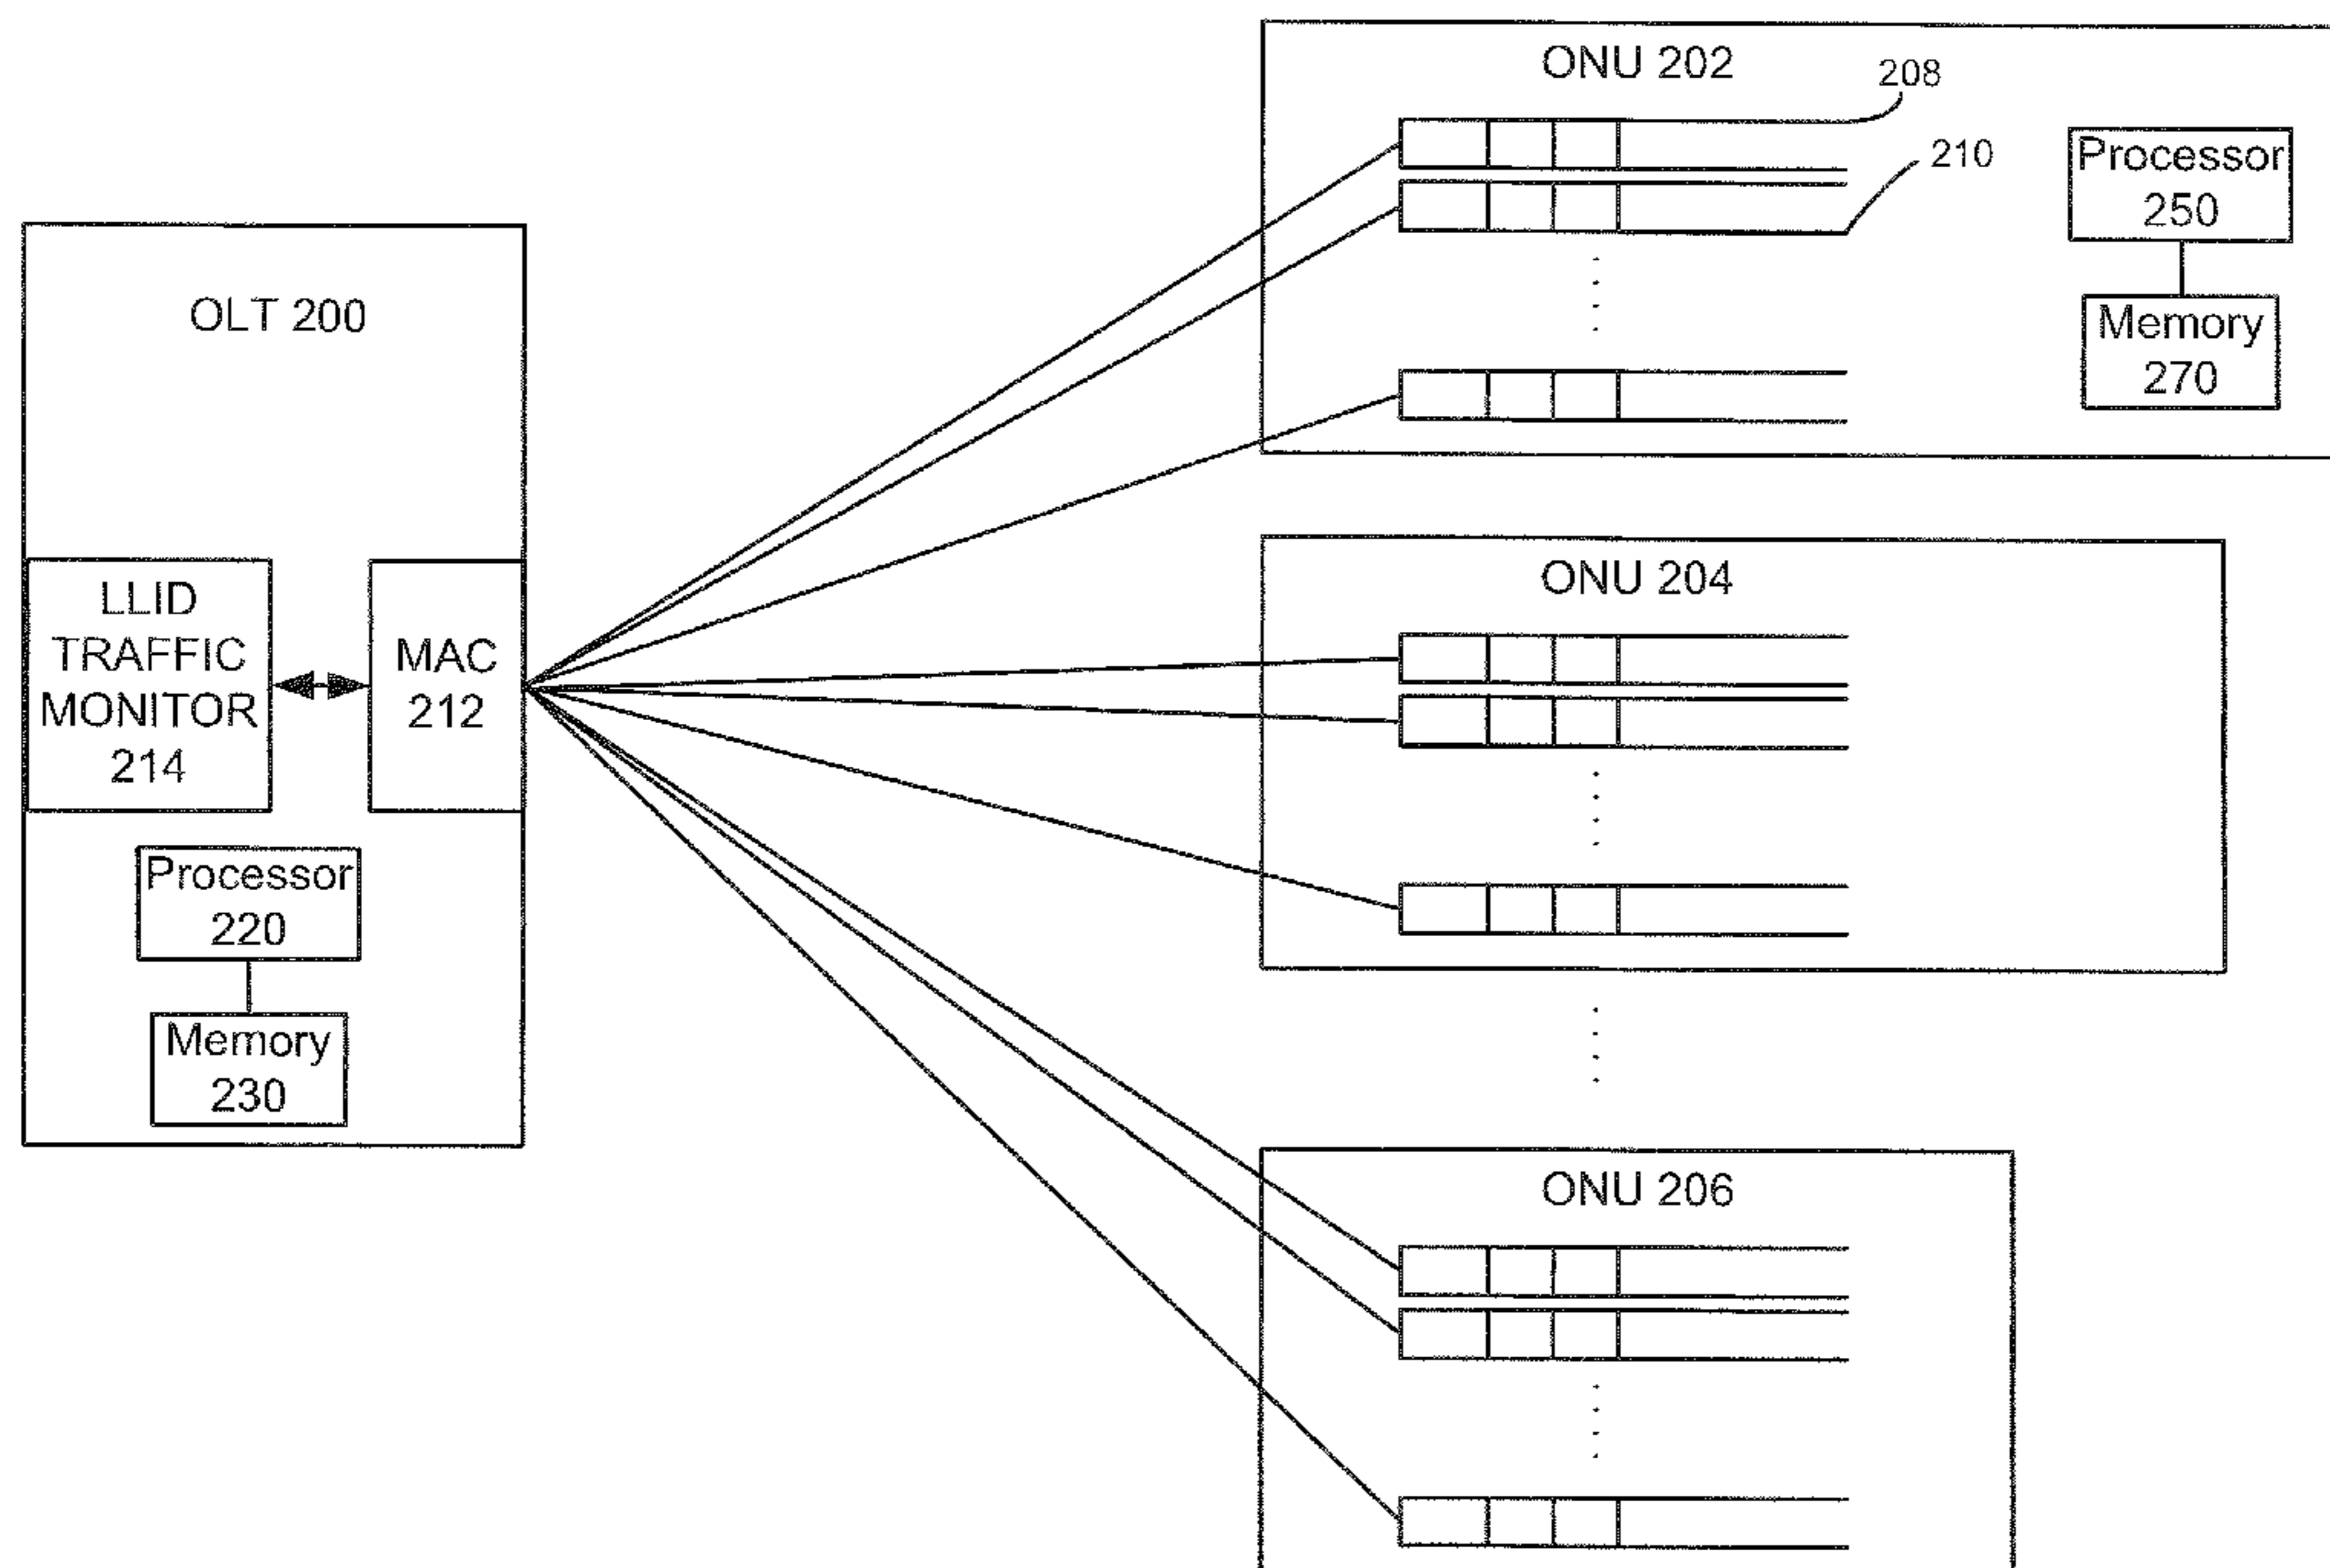 ONU 202
208
210
Processor
250
Memory
270
OLT 200
LLID
TRAFFIC
MONITOR
214
MAC
212
Processor
220
Memory
230
ONU 204
ONU 206